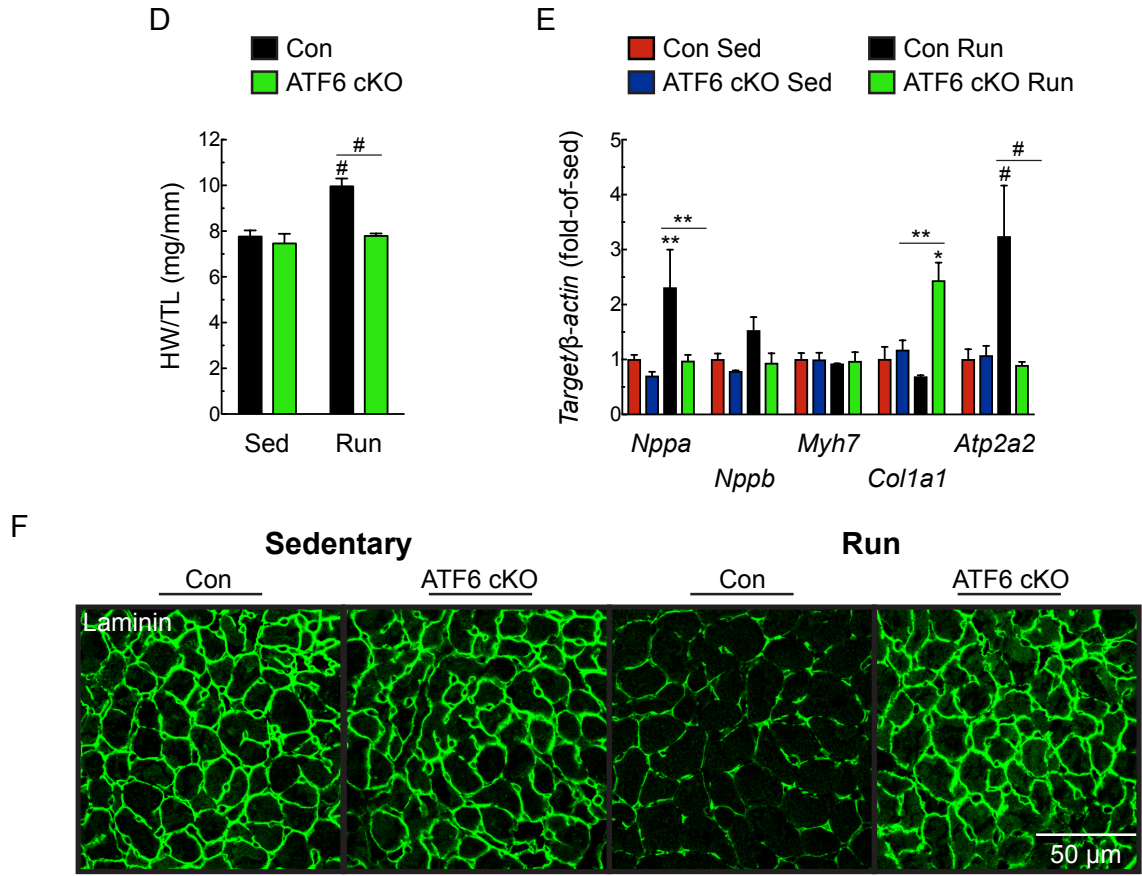 D
Con
ATF6 cKO
HW/TL (mg/mm)
12
10
8
6
4
2
0
#
#
Sed
Run
E
Con Sed
Con Run
ATF6 cKO Sed
ATF6 cKO Run
Target/β-actin (fold-of-sed)
5
4
3
2
1
0
**
**
**
*
#
#
Nppa
Myh7
Atp2a2
Nppb
Col1a1
F
Sedentary
Run
Con
ATF6 cKO
Con
ATF6 cKO
Laminin
50 μm